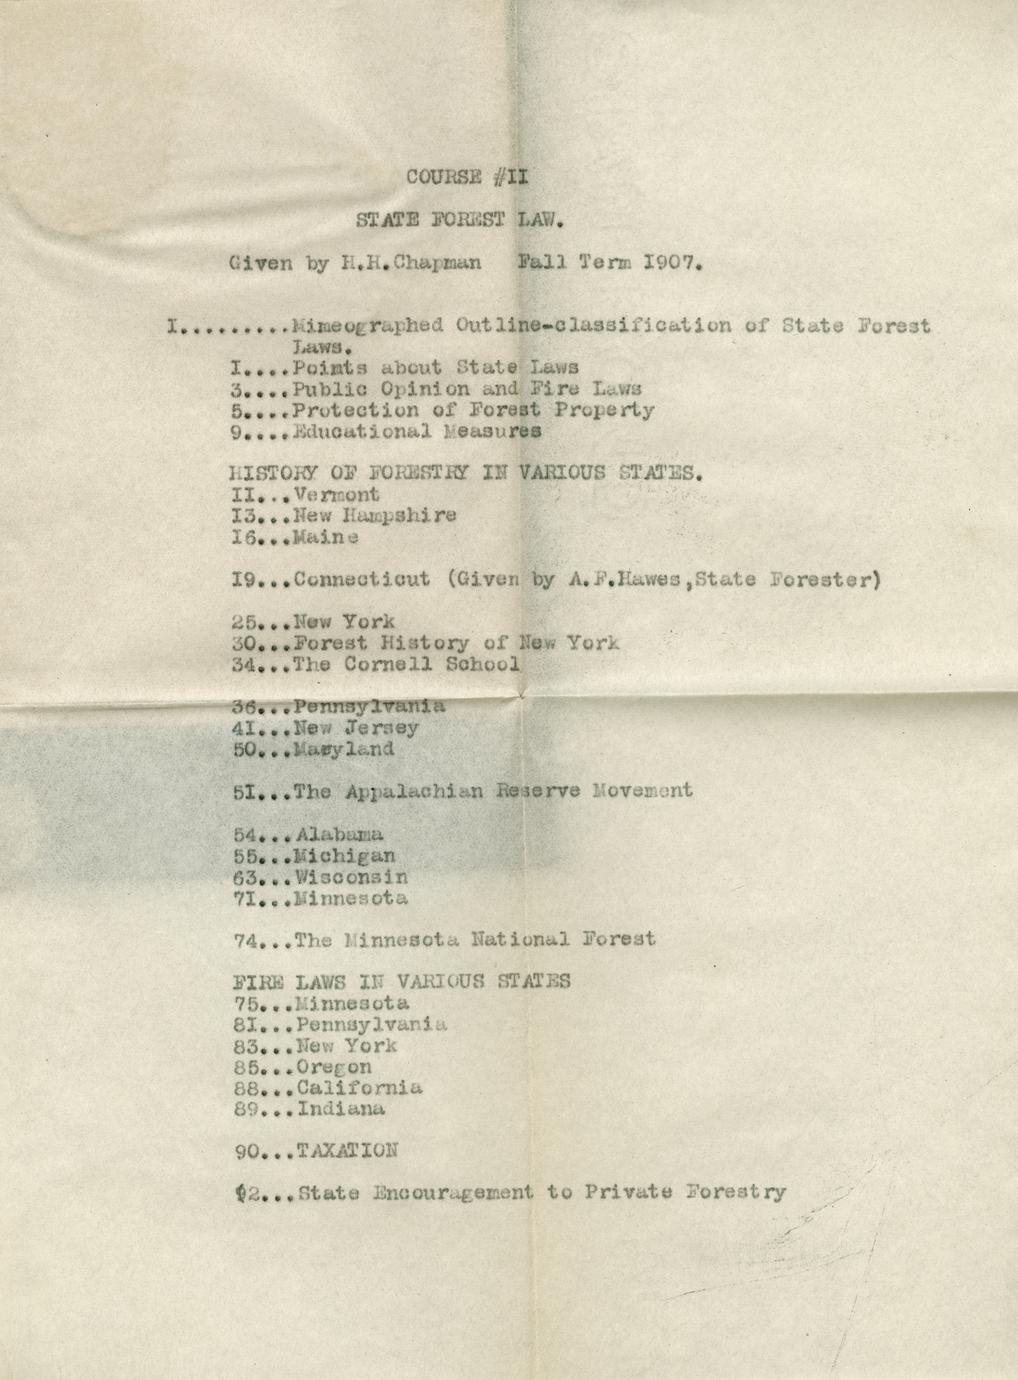 COURSE #II
STATE FOREST LAW.
Given by H.H.Chapman   Fall Term I907.
I.........Mimeographed Outline-classification of State Forest
Laws.
I....Points about State Laws
3....Public Opinion and Fire Laws
5....Protection of Forest Property
9....Educational Measures
HISTORY OF FORESTRY IN VARIOUS STATES.
II...Vermont
I3...New Hampshire
I6...Maine
I9...Connecticut (Given by A.F.Hawes,State Forester)
25...New York
30...Forest History of New York
34...The Cornell School
36...Pennsylvania
4I...New Jersey
50...Maryland
5I...The Appalachian Reserve Movement
54...Alabama
55...Michigan
63...Wisconsin
7I...Minnesota
74...The Minnesota National Forest
FIRE LAWS IN VARIOUS STATES
75...Minnesota
8I...Pennsylvania
83...New York
85...Oregon
88...California
89...Indiana
90...TAXATION
92...State Encouragement to Private Forestry